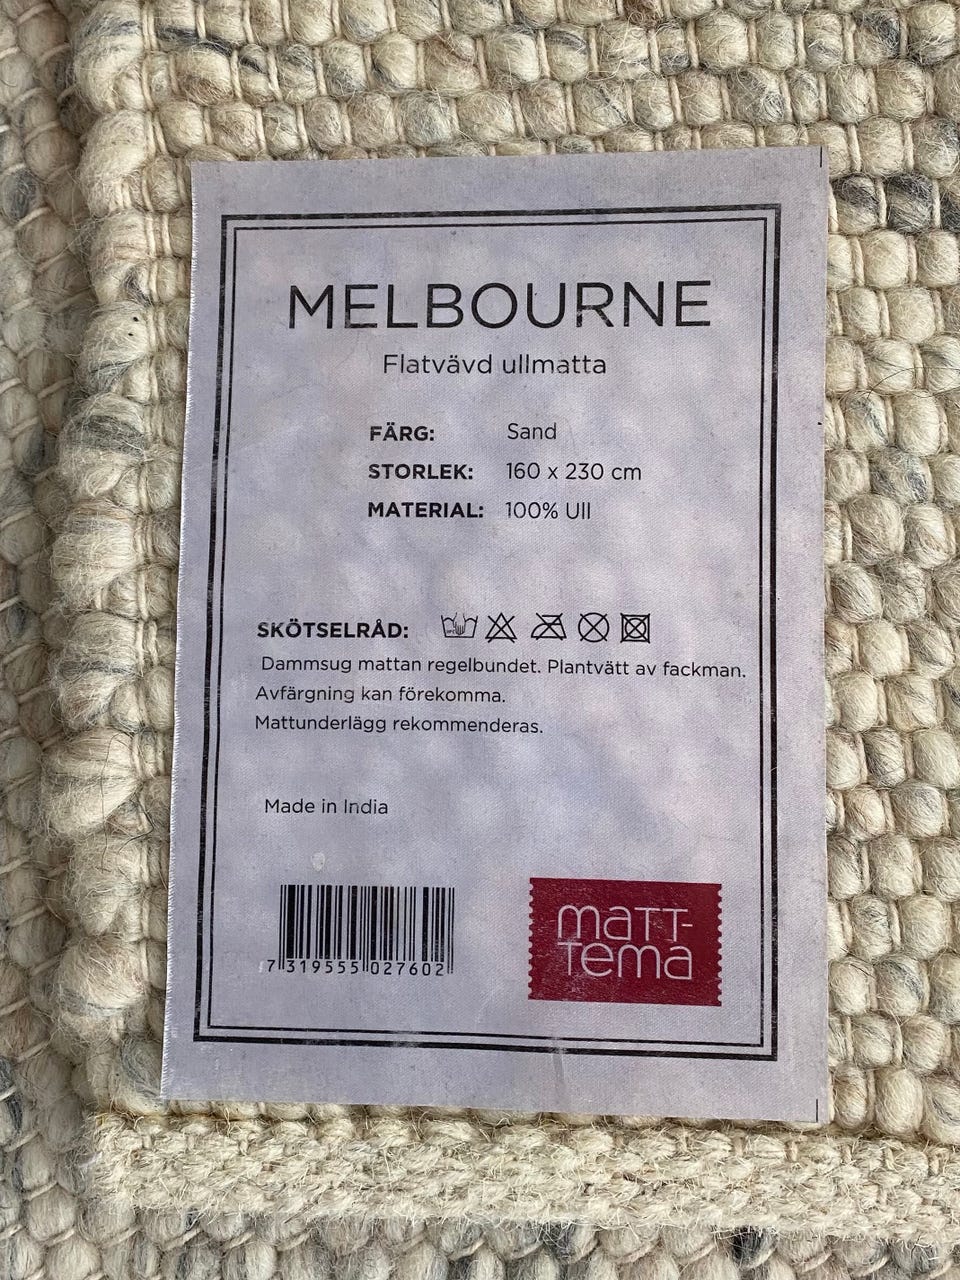 MELBOURNE
Flatvävd ullmatta
FÄRG: Sand
STORLEK: 160 x 230 cm
MATERIAL: 100% Ull
SKÖTSELRÅD:
Dammsug mattan regelbundet. Plantvätt av fackman.
Avfärgning kan förekomma.
Mattunderlägg rekommenderas.
Made in India
7 319555 027602
maTT-
Tema